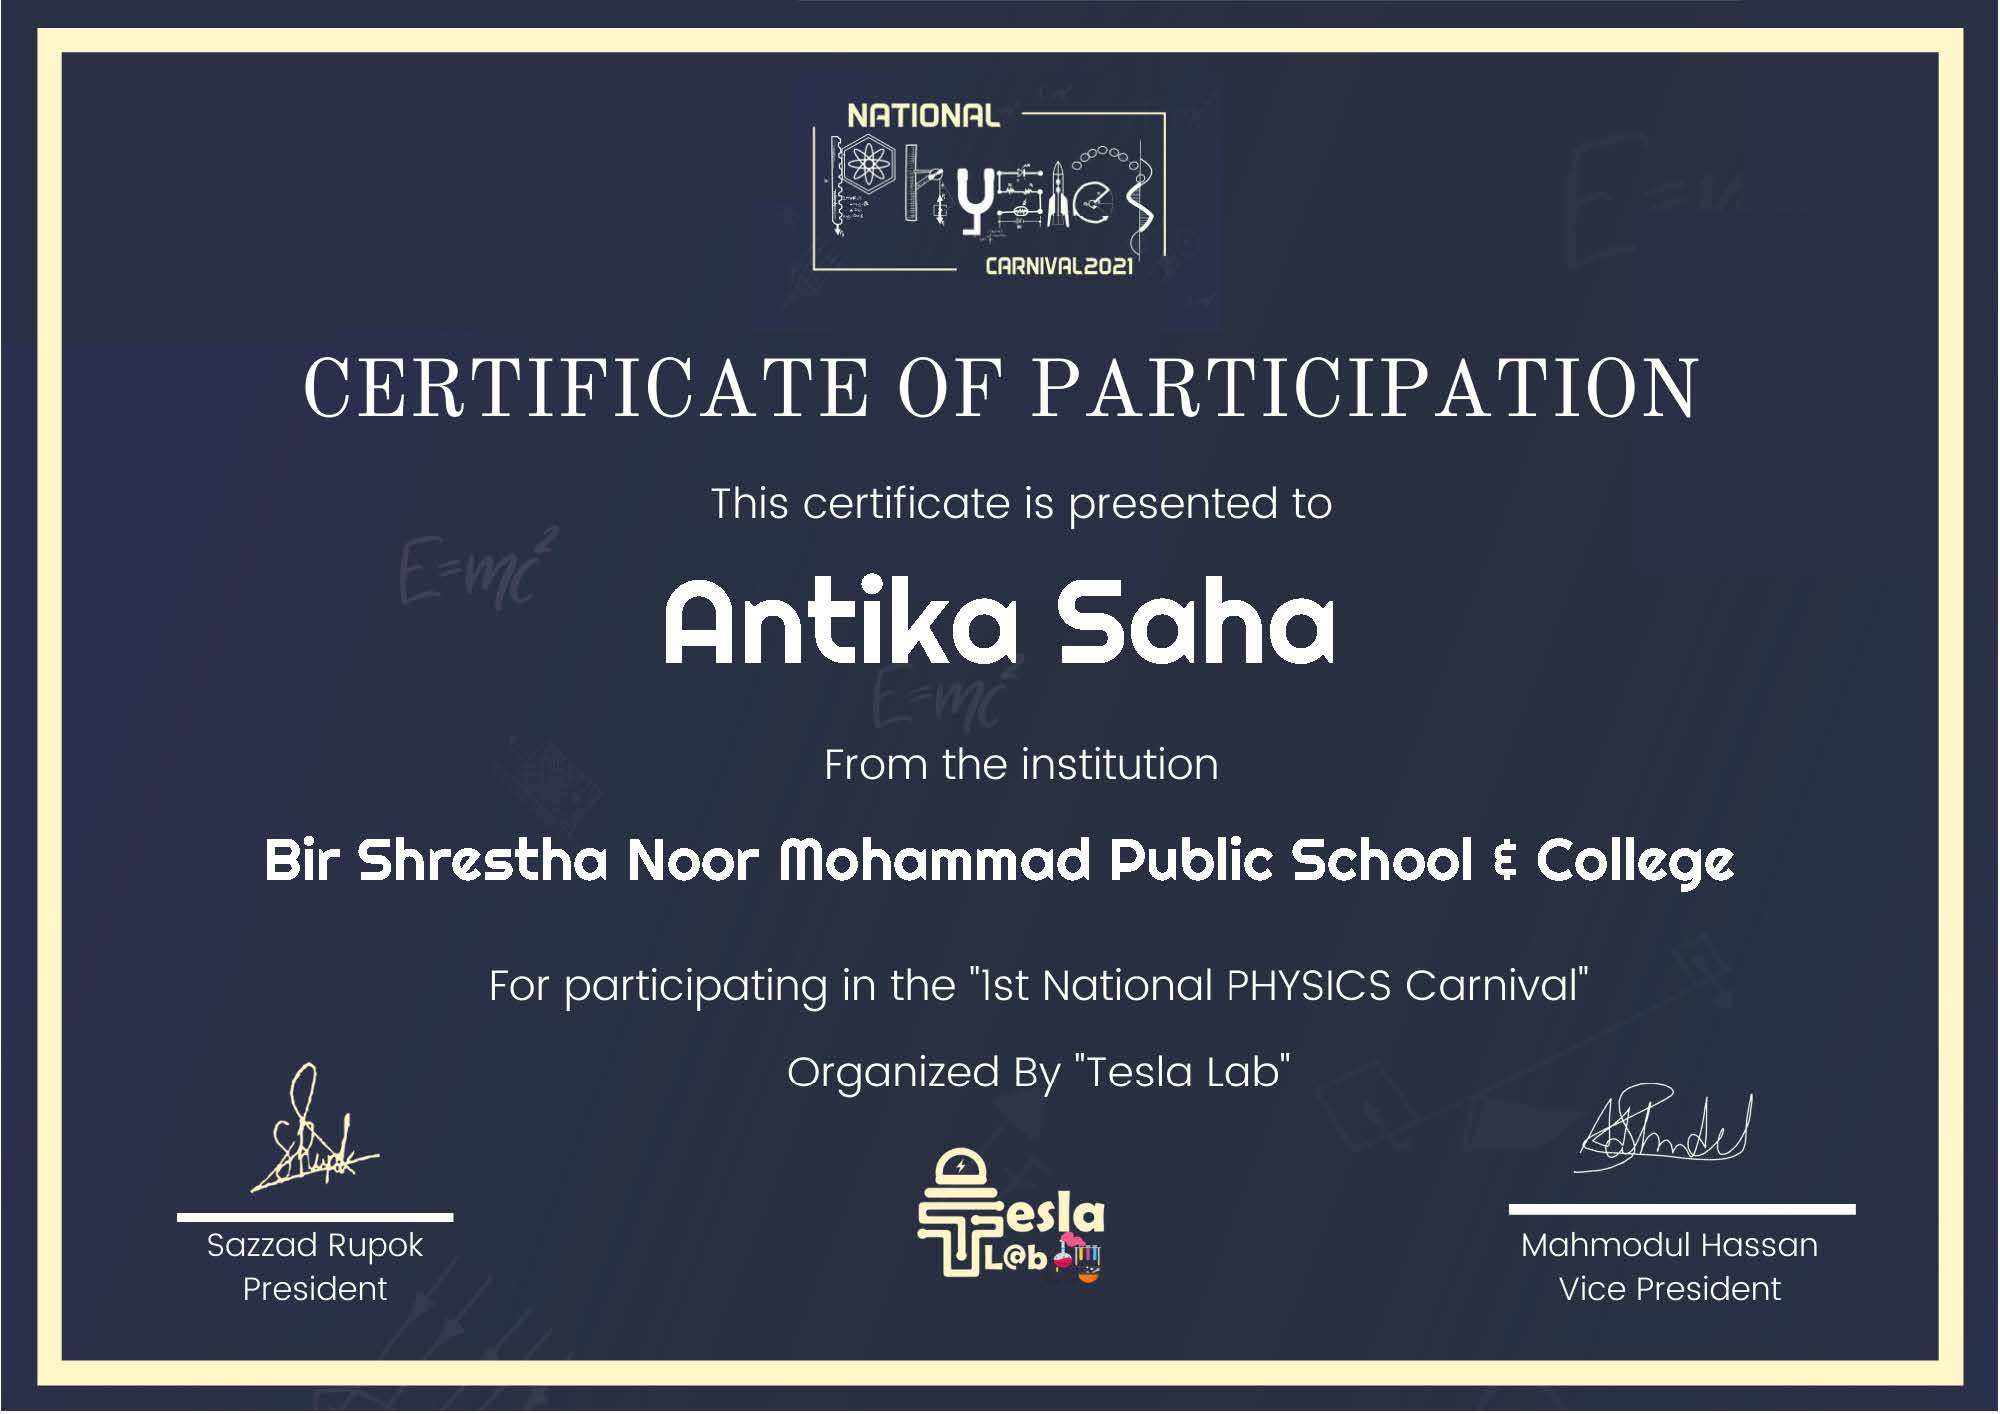 NATIONAL
Physics
CARNIVAL2021
CERTIFICATE OF PARTICIPATION
This certificate is presented to
E=mc²
Antika Saha
E=mc²
From the institution
Bir Shrestha Noor Mohammad Public School & College
For participating in the "1st National PHYSICS Carnival"
Organized By "Tesla Lab"
Tesla
L@b
Sazzad Rupok
President
Mahmodul Hassan
Vice President